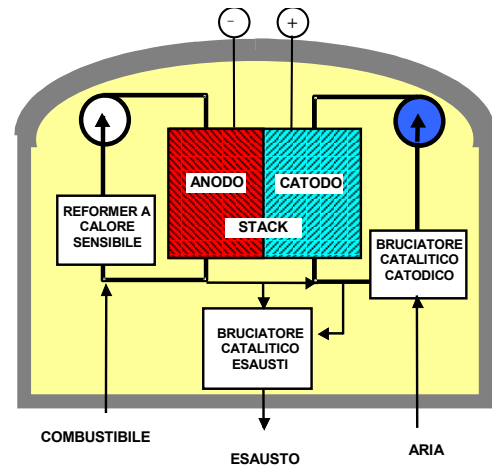 −
+
ANODO
CATODO
STACK
REFORMER A
CALORE
SENSIBILE
BRUCIATORE
CATALITICO
CATODICO
BRUCIATORE
CATALITICO
ESAUSTI
COMBUSTIBILE
ESAUSTO
ARIA